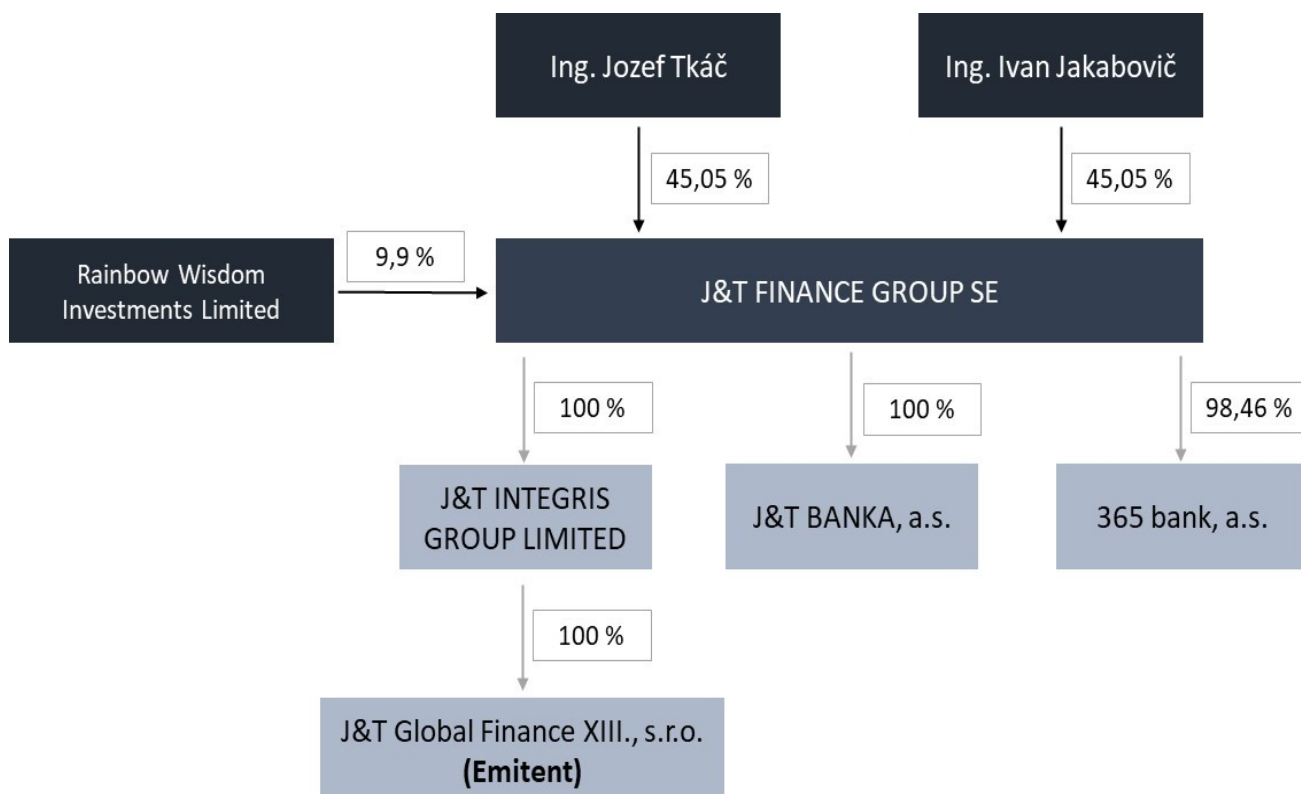 Ing. Jozef Tkáč
Ing. Ivan Jakabovič
45,05 %
45,05 %
Rainbow Wisdom
Investments Limited
9,9 %
J&T FINANCE GROUP SE
100 %
100 %
98,46 %
J&T INTEGRIS
GROUP LIMITED
J&T BANKA, a.s.
365 bank, a.s.
100 %
J&T Global Finance XIII., s.r.o.
(Emitent)